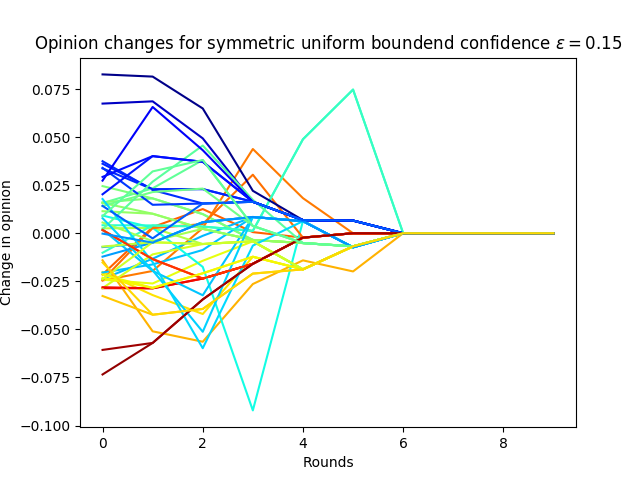 Opinion changes for symmetric uniform boundend confidence ε = 0.15
0.075
0.050
0.025
0.000
−0.025
−0.050
−0.075
−0.100
Change in opinion
0 2 4 6 8
Rounds